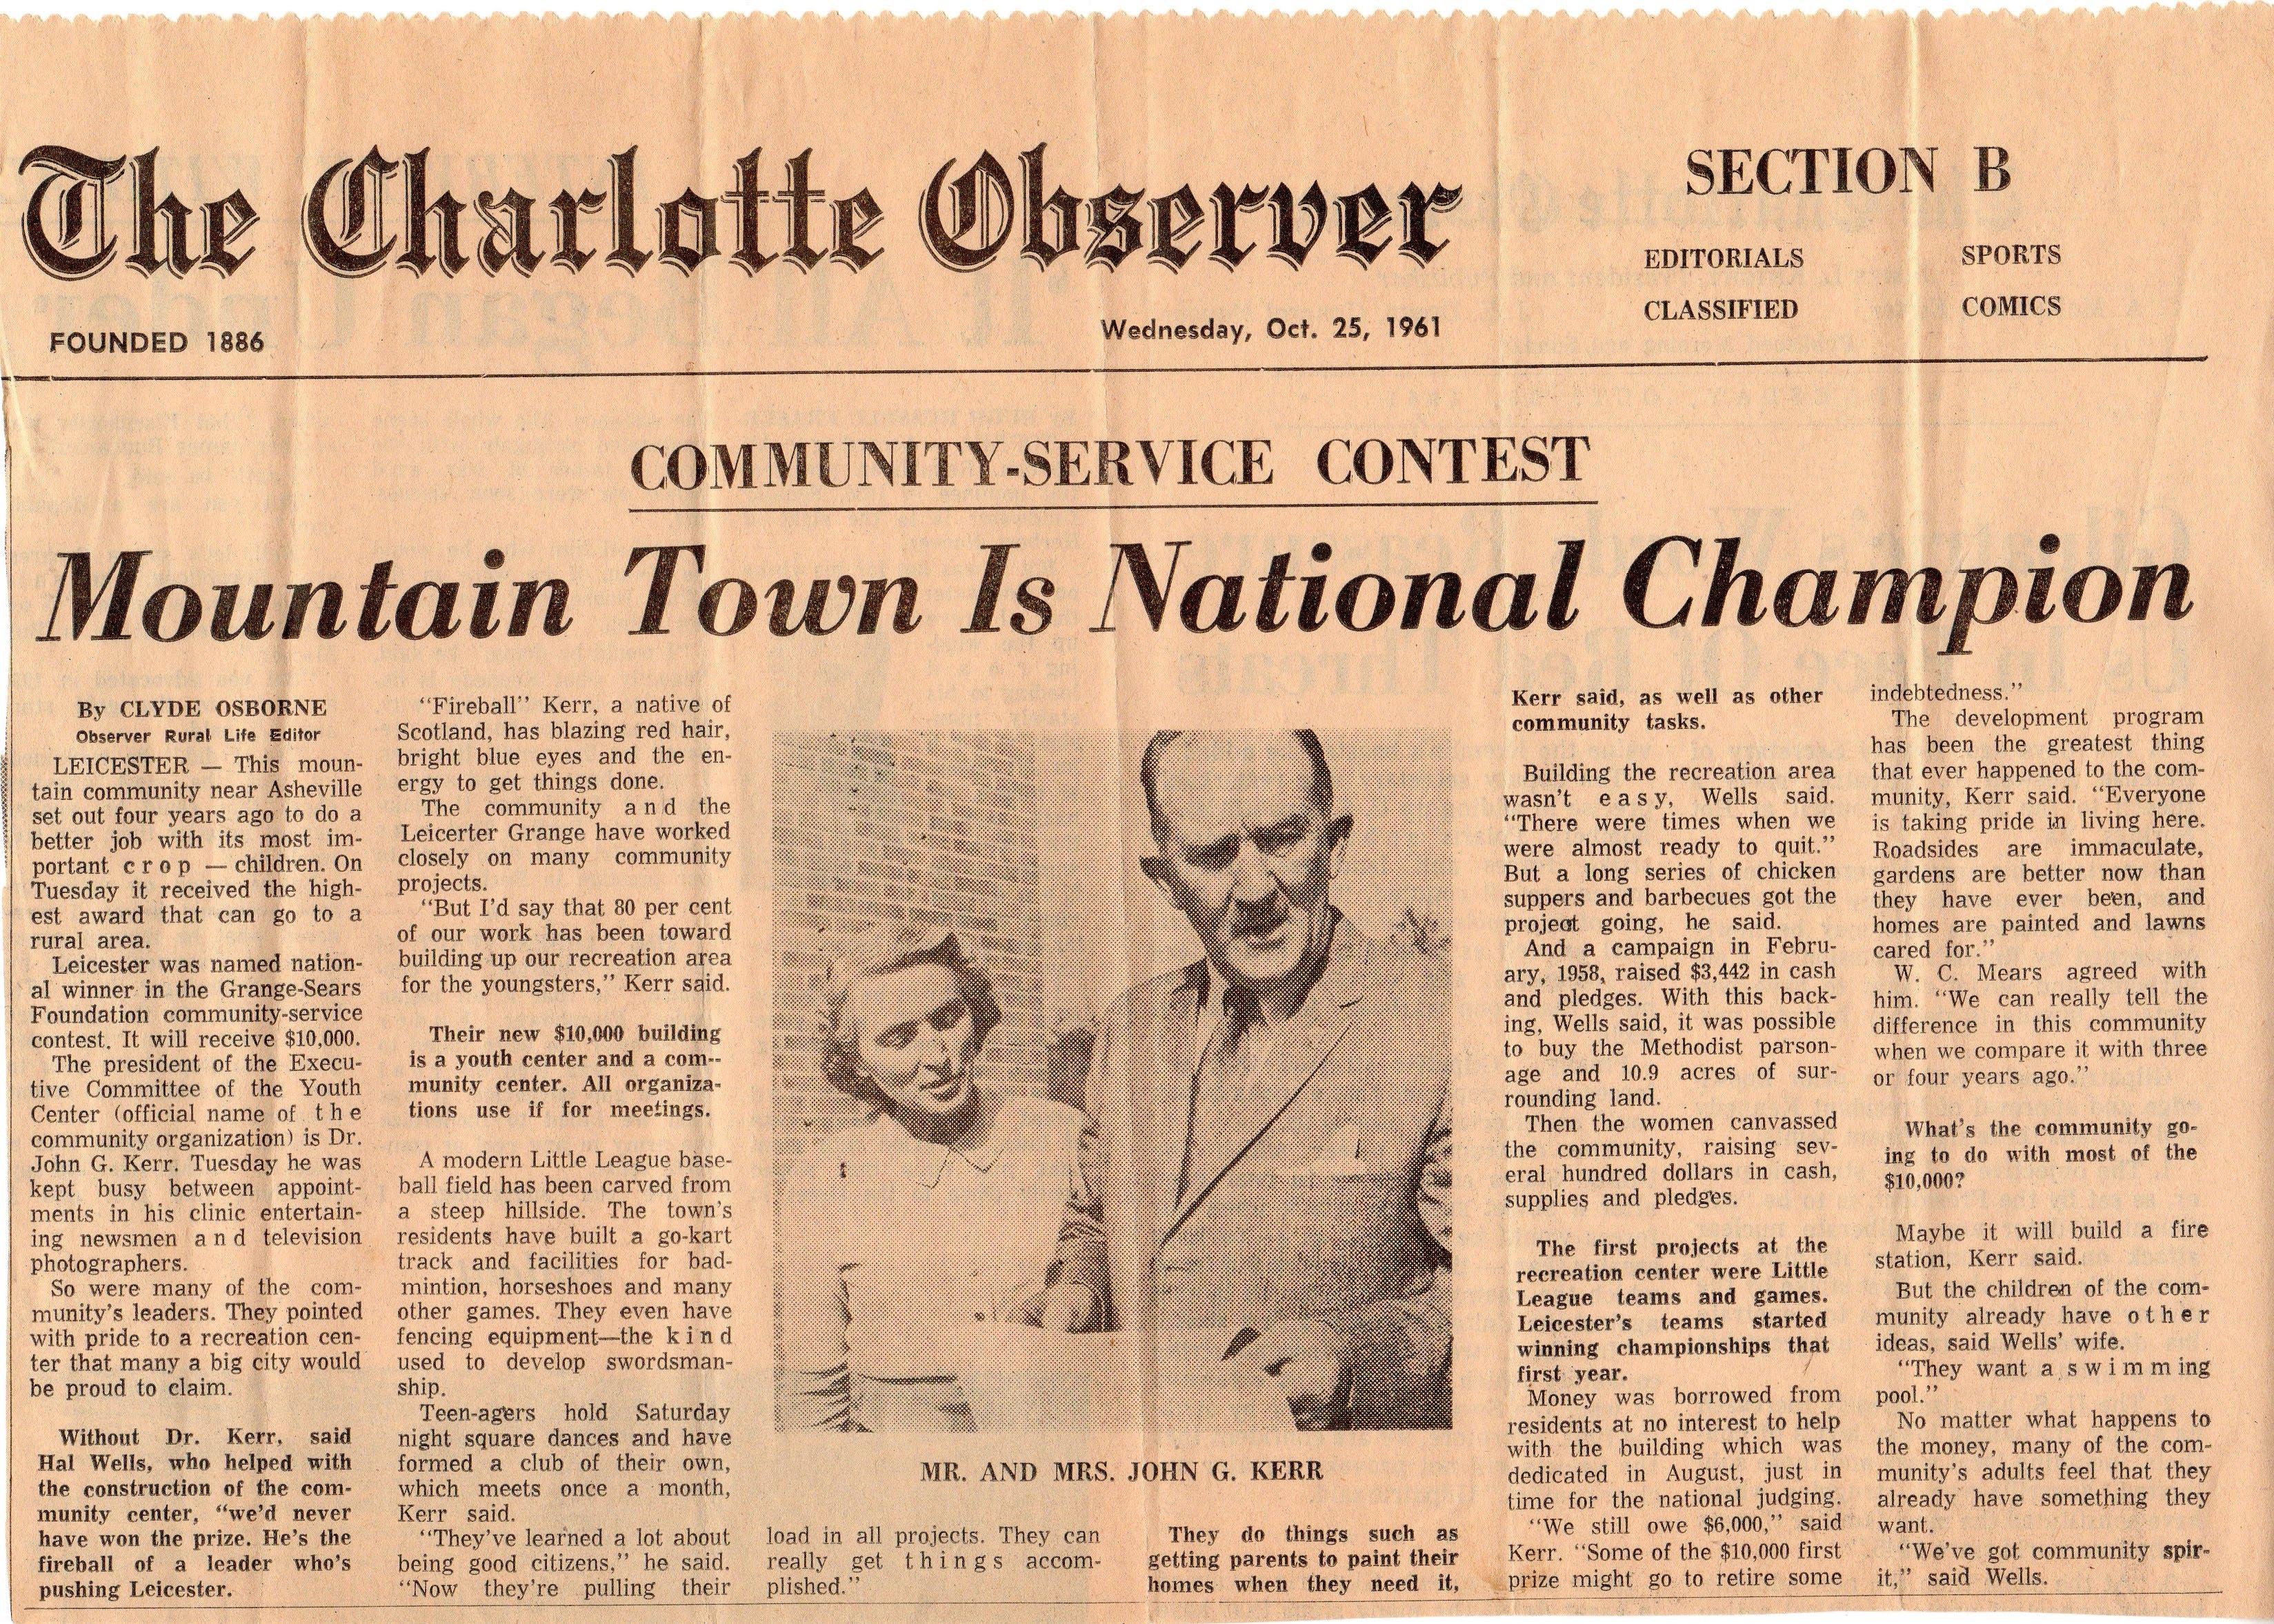 The Charlotte Observer
SECTION B
EDITORIALS SPORTS
CLASSIFIED COMICS
FOUNDED 1886
Wednesday, Oct. 25, 1961
COMMUNITY-SERVICE CONTEST
Mountain Town Is National Champion
By CLYDE OSBORNE
Observer Rural Life Editor
LEICESTER — This moun-
tain community near Asheville
set out four years ago to do a
better job with its most im-
portant crop — children. On
Tuesday it received the high-
est award that can go to a
rural area.
Leicester was named nation-
al winner in the Grange-Sears
Foundation community-service
contest. It will receive $10,000.
The president of the Execu-
tive Committee of the Youth
Center (official name of the
community organization) is Dr.
John G. Kerr. Tuesday he was
kept busy between appoint-
ments in his clinic entertain-
ing newsmen and television
photographers.
So were many of the com-
munity's leaders. They pointed
with pride to a recreation cen-
ter that many a big city would
be proud to claim.
Without Dr. Kerr, said
Hal Wells, who helped with
the construction of the com-
munity center, "we'd never
have won the prize. He's the
fireball of a leader who's
pushing Leicester.
"Fireball" Kerr, a native of
Scotland, has blazing red hair,
bright blue eyes and the en-
ergy to get things done.
The community and the
Leicerter Grange have worked
closely on many community
projects.
"But I'd say that 80 per cent
of our work has been toward
building up our recreation area
for the youngsters," Kerr said.
Their new $10,000 building
is a youth center and a com--
munity center. All organiza-
tions use if for meetings.
A modern Little League base-
ball field has been carved from
a steep hillside. The town's
residents have built a go-kart
track and facilities for bad-
mintion, horseshoes and many
other games. They even have
fencing equipment—the kind
used to develop swordsman-
ship.
Teen-agers hold Saturday
night square dances and have
formed a club of their own,
which meets once a month,
Kerr said.
"They've learned a lot about
being good citizens," he said.
"Now they're pulling their
MR. AND MRS. JOHN G. KERR
load in all projects. They can
really get things accom-
plished."
They do things such as
getting parents to paint their
homes when they need it,
Kerr said, as well as other
community tasks.
Building the recreation area
wasn't easy, Wells said.
"There were times when we
were almost ready to quit."
But a long series of chicken
suppers and barbecues got the
project going, he said.
And a campaign in Febru-
ary, 1958, raised $3,442 in cash
and pledges. With this back-
ing, Wells said, it was possible
to buy the Methodist parson-
age and 10.9 acres of sur-
rounding land.
Then the women canvassed
the community, raising sev-
eral hundred dollars in cash,
supplies and pledges.
The first projects at the
recreation center were Little
League teams and games.
Leicester's teams started
winning championships that
first year.
Money was borrowed from
residents at no interest to help
with the building which was
dedicated in August, just in
time for the national judging.
"We still owe $6,000," said
Kerr. "Some of the $10,000 first
prize might go to retire some
indebtedness."
The development program
has been the greatest thing
that ever happened to the com-
munity, Kerr said. "Everyone
is taking pride in living here.
Roadsides are immaculate,
gardens are better now than
they have ever been, and
homes are painted and lawns
cared for."
W. C. Mears agreed with
him. "We can really tell the
difference in this community
when we compare it with three
or four years ago."
What's the community go-
ing to do with most of the
$10,000?
Maybe it will build a fire
station, Kerr said.
But the children of the com-
munity already have other
ideas, said Wells' wife.
"They want a swimming
pool."
No matter what happens to
the money, many of the com-
munity's adults feel that they
already have something they
want.
"We've got community spir-
it," said Wells.